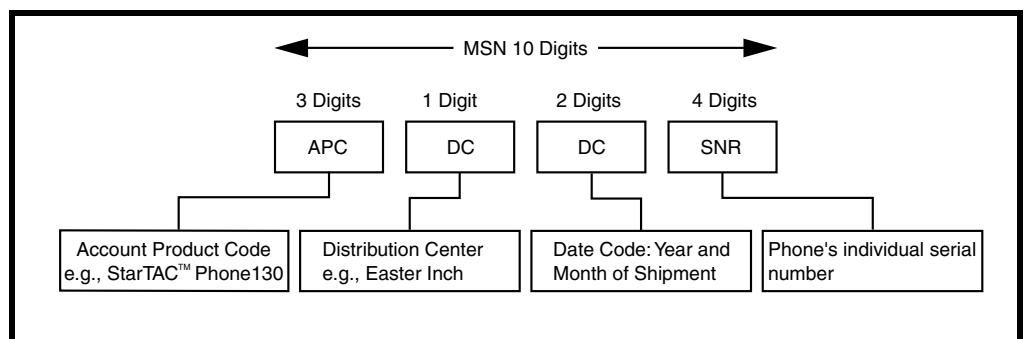 MSN 10 Digits
3 Digits 1 Digit 2 Digits 4 Digits
APC DC DC SNR
Account Product Code
e.g., StarTAC™ Phone130
Distribution Center
e.g., Easter Inch
Date Code: Year and
Month of Shipment
Phone's individual serial
number